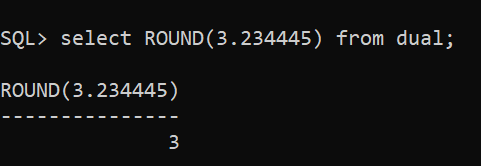 SQL> select ROUND(3.234445) from dual;
ROUND(3.234445)
---------------
3